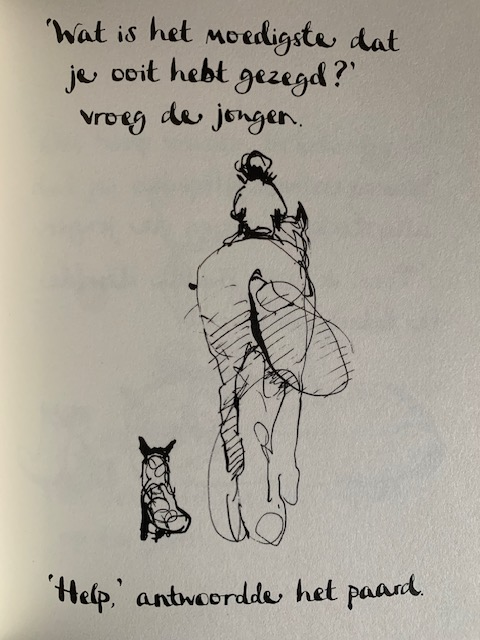 'Wat is het moedigste dat
je ooit hebt gezegd?'
vroeg de jongen.
'Help,' antwoordde het paard.